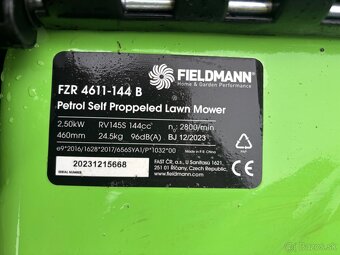 FIELDMANN®
Home & Garden Performance
FZR 4611-144 B
Petrol Self Proppeled Lawn Mower
2,50kW RV145S 144cc n₀: 2800/min
460mm 24.5kg 96dB(A) BJ 12/2023
e9*2016/1628*2017/656SYA1/P*1032*00
20231215668
SERIAL NUMBER
FAST ČR, a.s., U Sanitasu 1621,
251 01 Říčany, Czech Republic
www.fieldmann.com
Made in P.R. China
bazar.sk